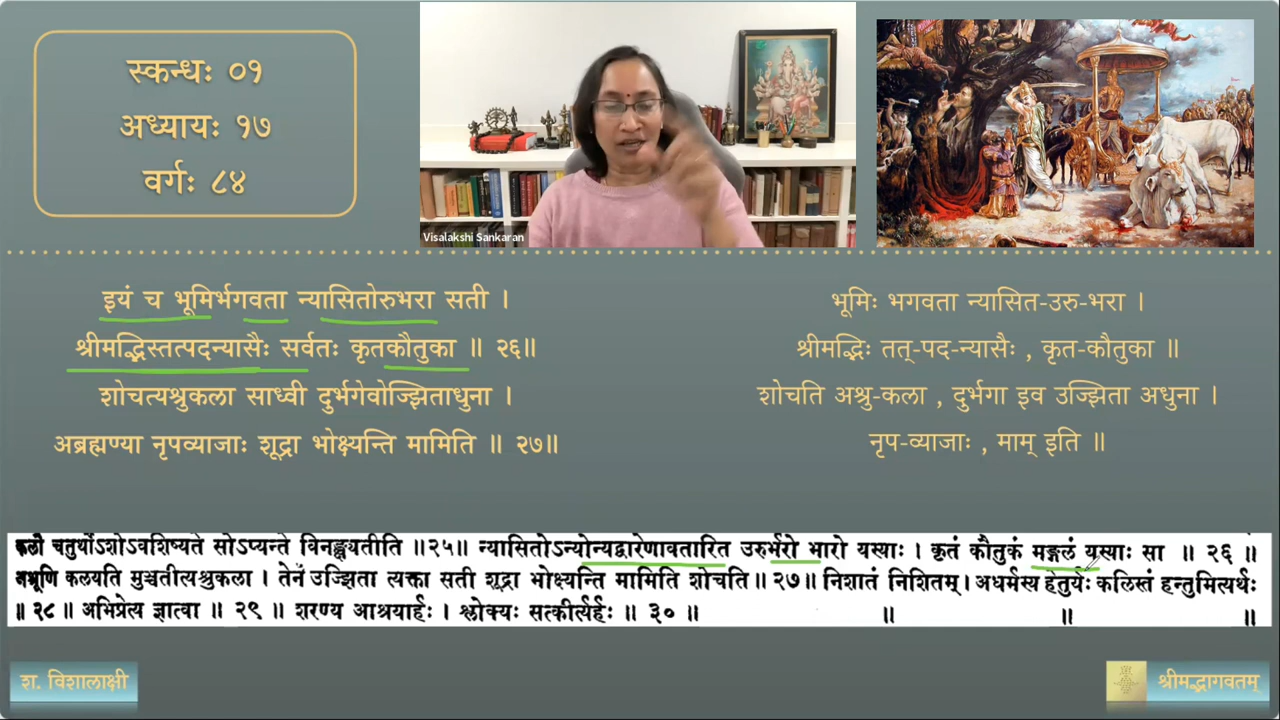 स्कन्धः ०१
अध्यायः १७
वर्गः ८४
Visalakshi Sankaran
इयं च भूमिर्भगवता न्यासितोरुभरा सती ।
श्रीमद्भिस्तत्पदन्यासैः सर्वतः कृतकौतुका ॥ २६॥
शोचत्यश्रुकला साध्वी दुर्भगेवोज्झिताधुना ।
अब्रह्मण्या नृपव्याजाः शूद्रा भोक्ष्यन्ति मामिति ॥ २७॥
भूमिः भगवता न्यासित-उरु-भरा ।
श्रीमद्भिः तत्-पद-न्यासैः , कृत-कौतुका ॥
शोचति अश्रु-कला , दुर्भगा इव उज्झिता अधुना ।
नृप-व्याजाः , माम् इति ॥
कलौ चतुर्थोंऽशोऽवशिष्यते सोऽप्यन्ते विनङ्क्ष्यतीति ॥२५॥ न्यासितोऽन्योन्यद्वारेणावतारित उरुर्भरो भारो यस्याः । कृतं कौतुकं मङ्गलं यस्याः सा ॥ २६ ॥
कलयति मुञ्चतीत्यश्रुकला । तेन उज्झिता त्यक्ता सती शूद्रा भोक्ष्यन्ति मामिति शोचति ॥ २७॥ निशातं निशितम् । अधर्मस्य हेतुर्यः कलिस्तं हन्तुमित्यर्थः
॥ २८ ॥ अभिप्रेत्य ज्ञात्वा ॥ २९ ॥ शरण्य आश्रयार्हः । श्लोक्यः सत्कीर्त्यर्हः ॥ ३० ॥ ॥ ॥ ॥
श. विशालाक्षी
श्रीमद्भागवतम्